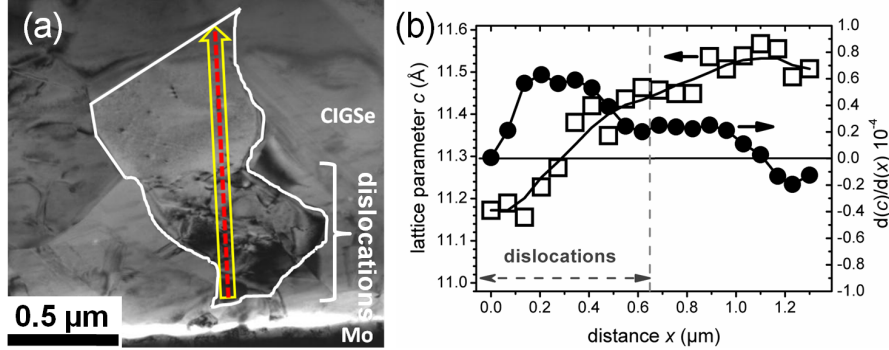 (a)
CIGSe
dislocations
0.5 µm
Mo
(b)
lattice parameter c (Å)
11.6
11.5
11.4
11.3
11.2
11.1
11.0
1.0
0.8
0.6
0.4
0.2
0.0
-0.2
-0.4
-0.6
-0.8
-1.0
d(c)/d(x) 10⁻⁴
dislocations
0.0 0.2 0.4 0.6 0.8 1.0 1.2
distance x (µm)